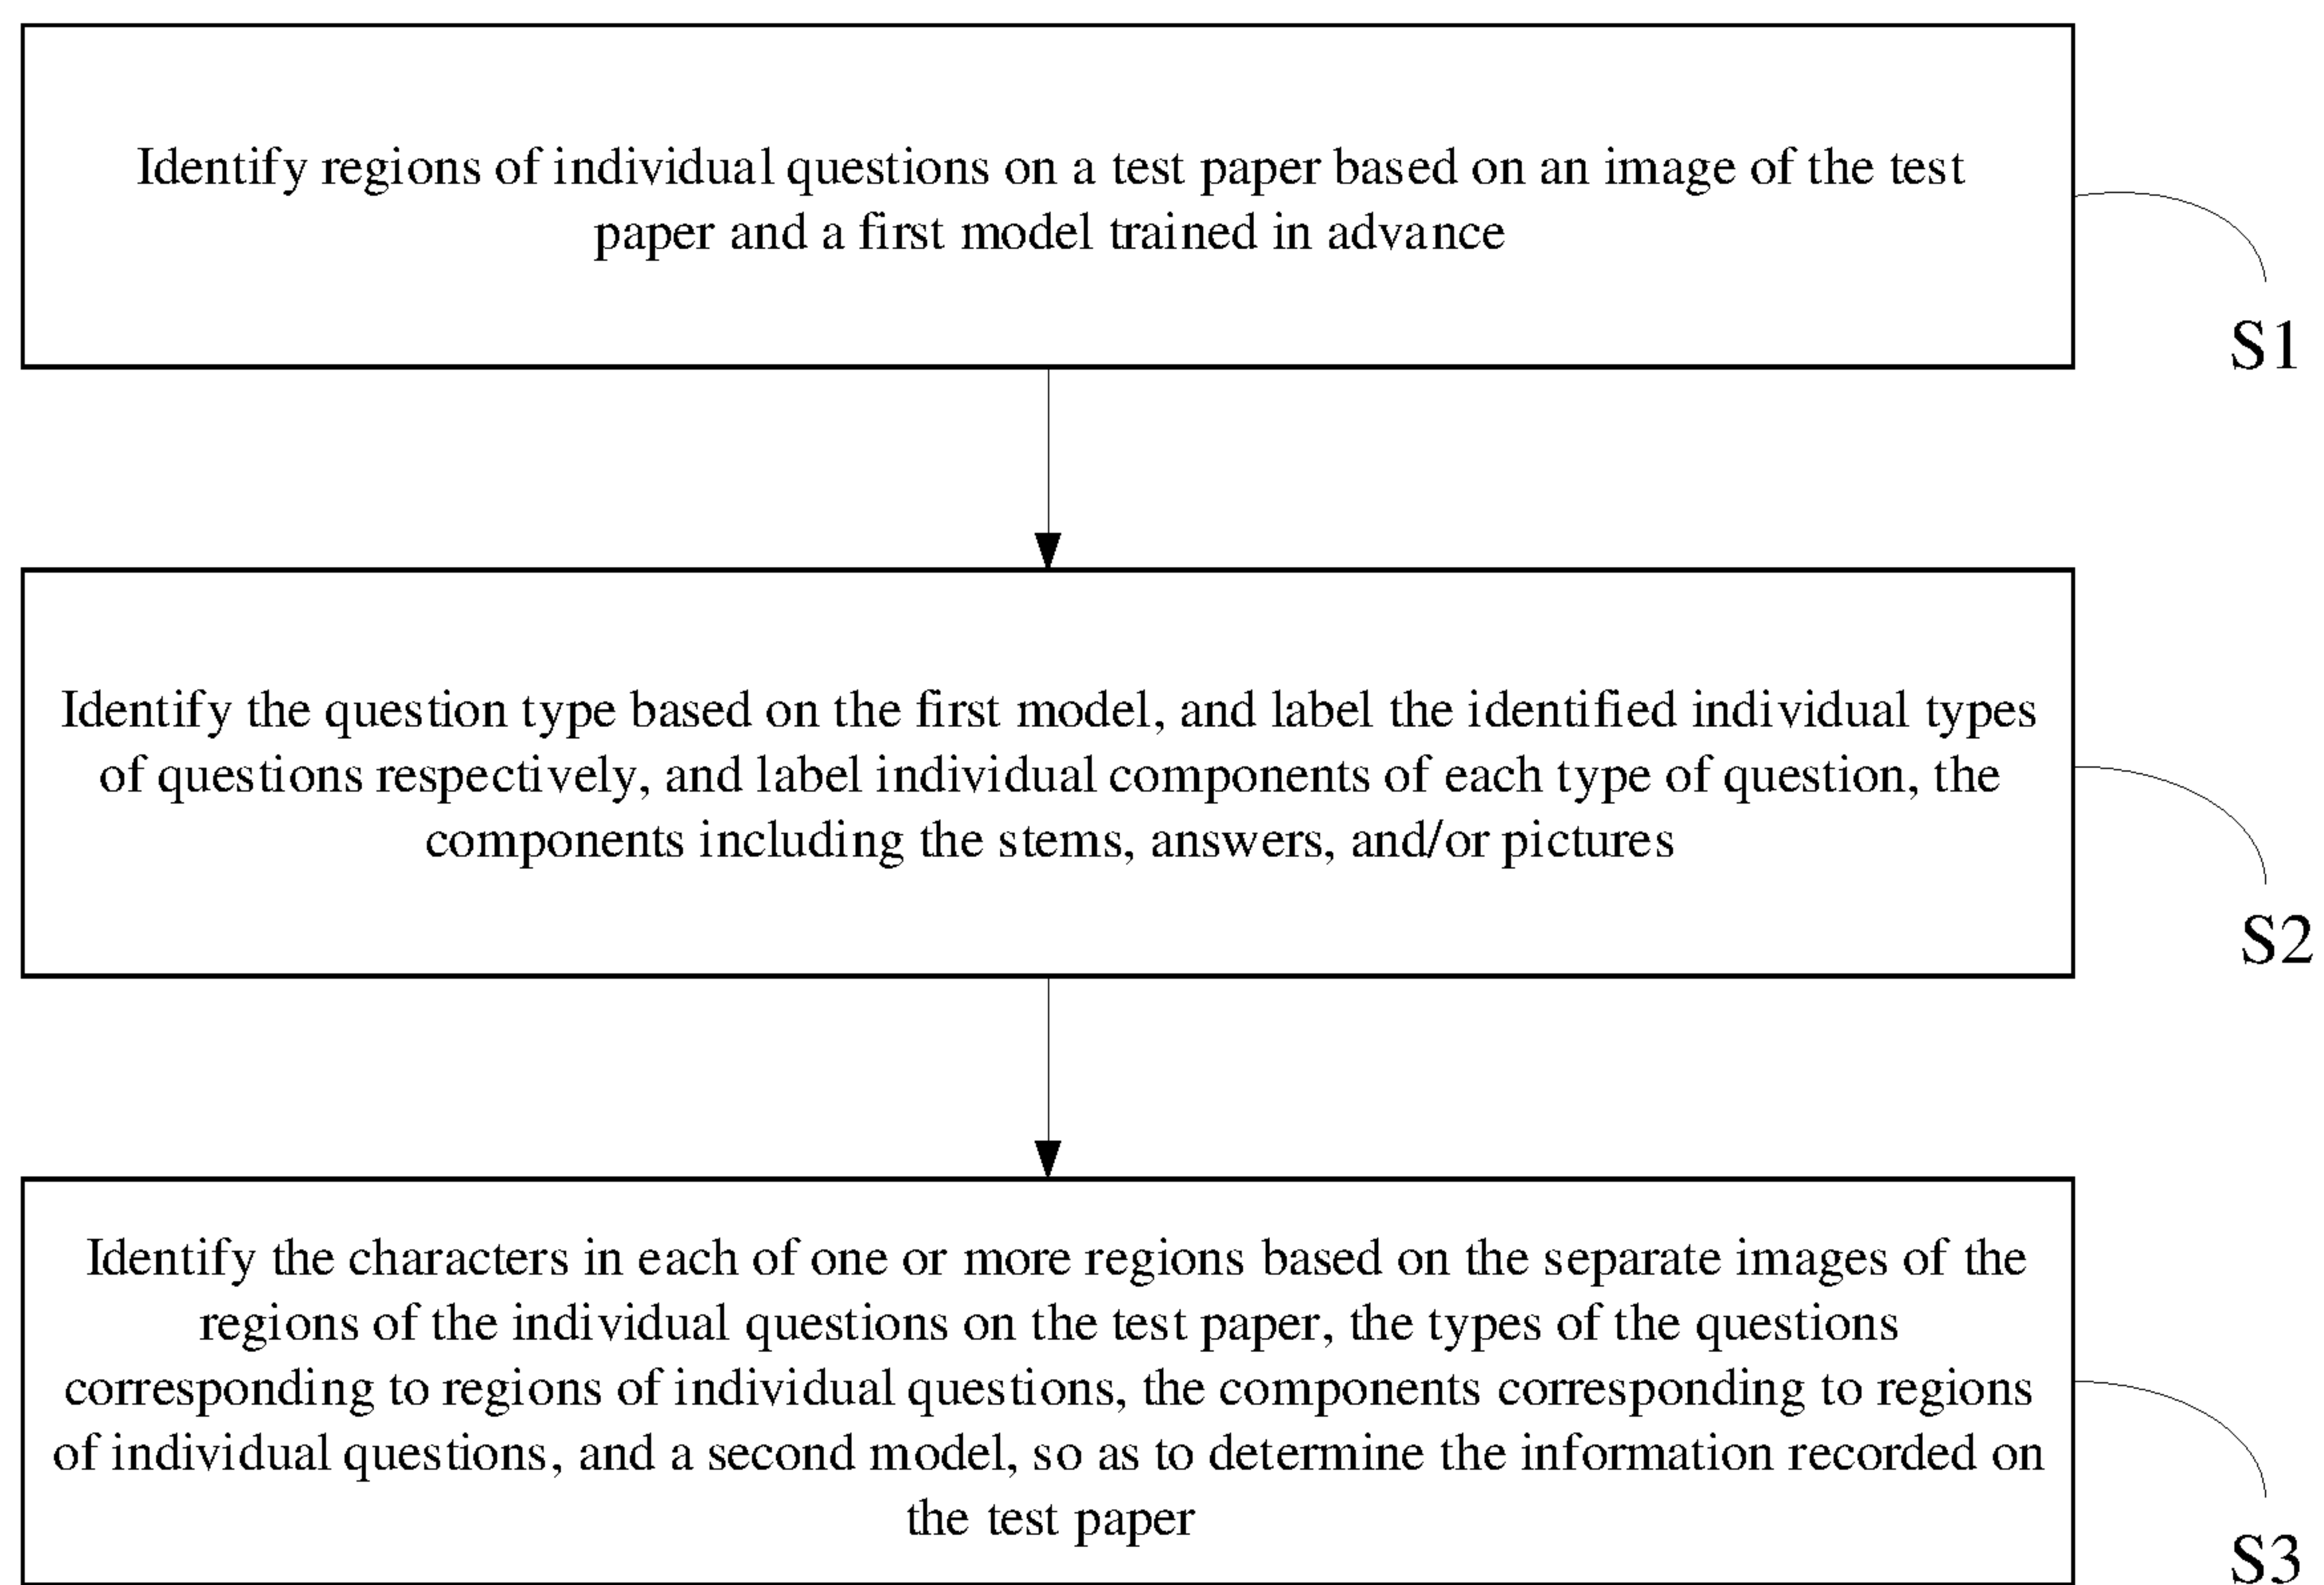 Identify regions of individual questions on a test paper based on an image of the test
paper and a first model trained in advance
S1
Identify the question type based on the first model, and label the identified individual types
of questions respectively, and label individual components of each type of question, the
components including the stems, answers, and/or pictures
S2
Identify the characters in each of one or more regions based on the separate images of the
regions of the individual questions on the test paper, the types of the questions
corresponding to regions of individual questions, the components corresponding to regions
of individual questions, and a second model, so as to determine the information recorded on
the test paper
S3